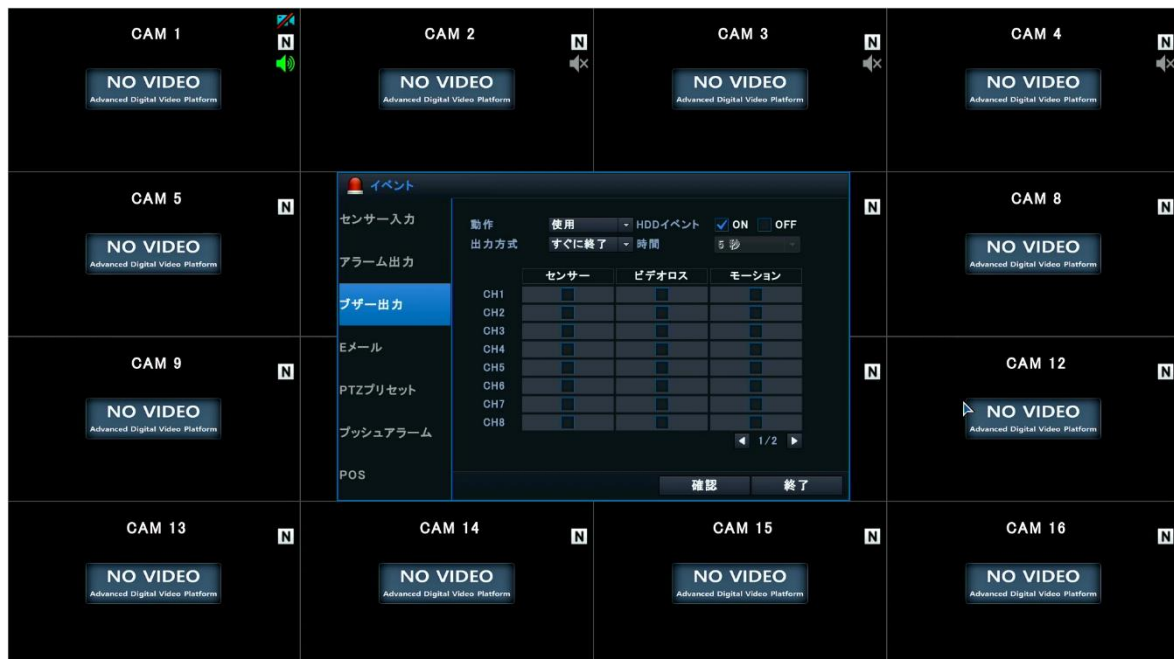 CAM 1
N
NO VIDEO
Advanced Digital Video Platform
CAM 2
N
NO VIDEO
Advanced Digital Video Platform
CAM 3
N
NO VIDEO
Advanced Digital Video Platform
CAM 4
N
NO VIDEO
Advanced Digital Video Platform
CAM 5
N
NO VIDEO
Advanced Digital Video Platform
N
CAM 8
N
NO VIDEO
Advanced Digital Video Platform
イベント
センサー入力
アラーム出力
ブザー出力
Eメール
PTZプリセット
プッシュアラーム
POS
動作 使用 HDDイベント ON OFF
出力方式 すぐに終了 時間 5 秒
センサー ビデオロス モーション
CH1
CH2
CH3
CH4
CH5
CH6
CH7
CH8
1/2
確認 終了
CAM 9
N
NO VIDEO
Advanced Digital Video Platform
N
CAM 12
N
NO VIDEO
Advanced Digital Video Platform
CAM 13
N
NO VIDEO
Advanced Digital Video Platform
CAM 14
N
NO VIDEO
Advanced Digital Video Platform
CAM 15
N
NO VIDEO
Advanced Digital Video Platform
CAM 16
N
NO VIDEO
Advanced Digital Video Platform